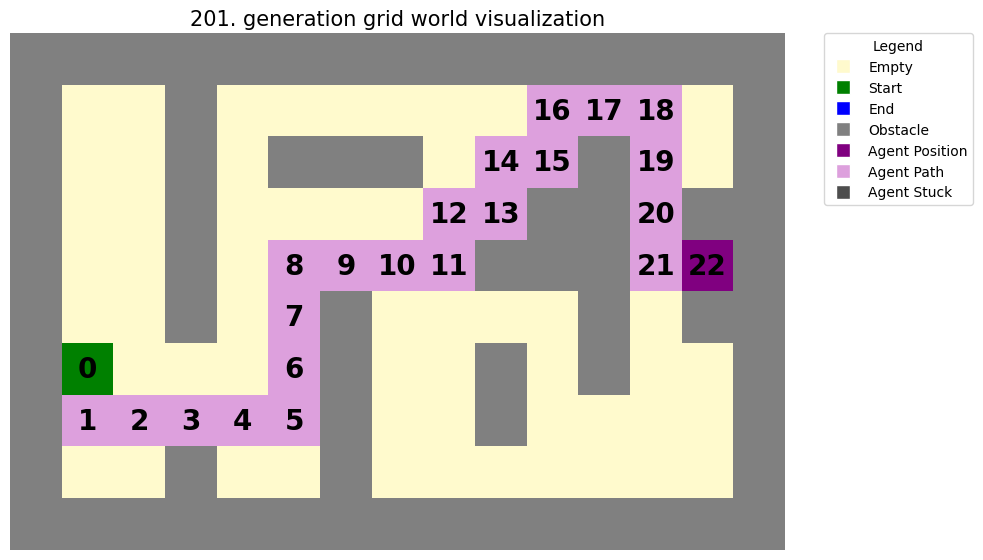 201. generation grid world visualization
Legend
Empty
Start
End
Obstacle
Agent Position
Agent Path
Agent Stuck
16 17 18
14 15 19
12 13 20
8 9 10 11 21 22
7
0 6
1 2 3 4 5